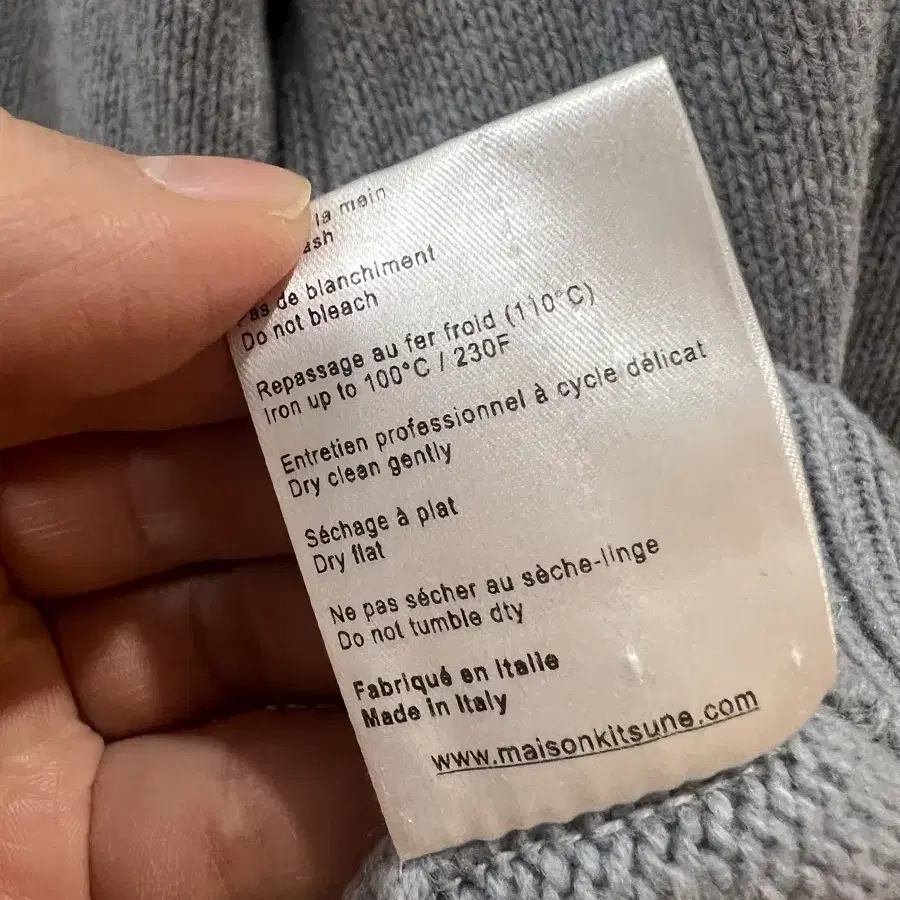 la main
ash
Pas de blanchiment
Do not bleach
Repassage au fer froid (110°C)
Iron up to 100°C / 230F
Entretien professionnel à cycle délicat
Dry clean gently
Séchage à plat
Dry flat
Ne pas sécher au sèche-linge
Do not tumble dty
Fabriqué en Italie
Made in Italy
www.maisonkitsune.com